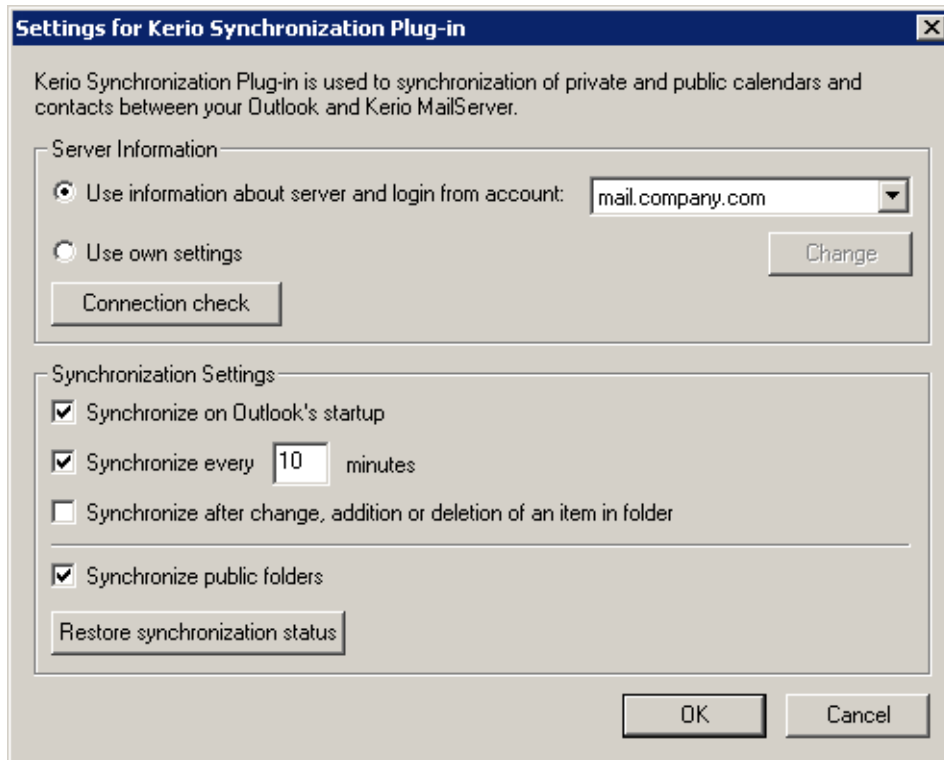 Settings for Kerio Synchronization Plug-in
Kerio Synchronization Plug-in is used to synchronization of private and public calendars and
contacts between your Outlook and Kerio MailServer.
Server Information
Use information about server and login from account: mail.company.com
Use own settings Change
Connection check
Synchronization Settings
Synchronize on Outlook's startup
Synchronize every 10 minutes
Synchronize after change, addition or deletion of an item in folder
Synchronize public folders
Restore synchronization status
OK Cancel